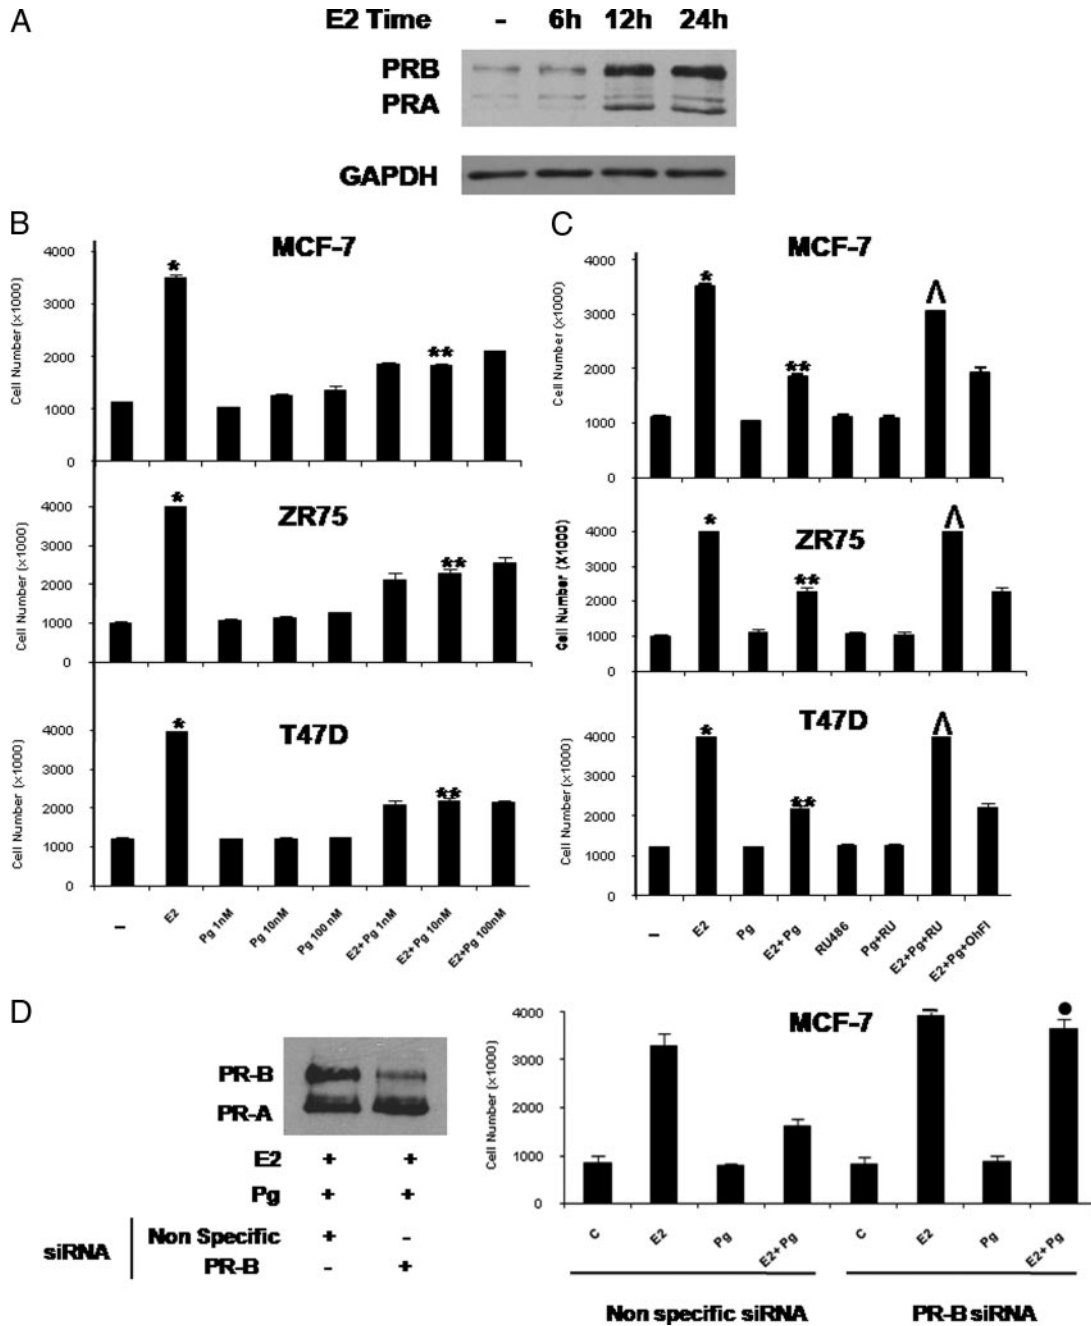 A
E2 Time - 6h 12h 24h
PRB
PRA
GAPDH
B
MCF-7
Cell Number (×1000)
4000
3000
2000
1000
0
*
**
ZR75
Cell Number (×1000)
4000
3000
2000
1000
0
*
**
T47D
Cell Number (×1000)
4000
3000
2000
1000
0
*
**
–
E2
Pg 1nM
Pg 10nM
Pg 100 nM
E2+Pg 1nM
E2+Pg 10nM
E2+Pg 100nM
C
MCF-7
Cell Number (×1000)
4000
3000
2000
1000
0
*
**
Λ
ZR75
Cell Number (X1000)
4000
3000
2000
1000
0
*
**
Λ
T47D
Cell Number (×1000)
4000
3000
2000
1000
0
*
**
Λ
–
E2
Pg
E2+ Pg
RU486
Pg+RU
E2+Pg+RU
E2+Pg+OhFl
D
PR-B
PR-A
E2 + +
Pg + +
siRNA
Non Specific + -
PR-B - +
MCF-7
Cell Number (×1000)
4000
3000
2000
1000
0
C
E2
Pg
E2+ Pg
C
E2
Pg
E2+ Pg
Non specific siRNA
PR-B siRNA